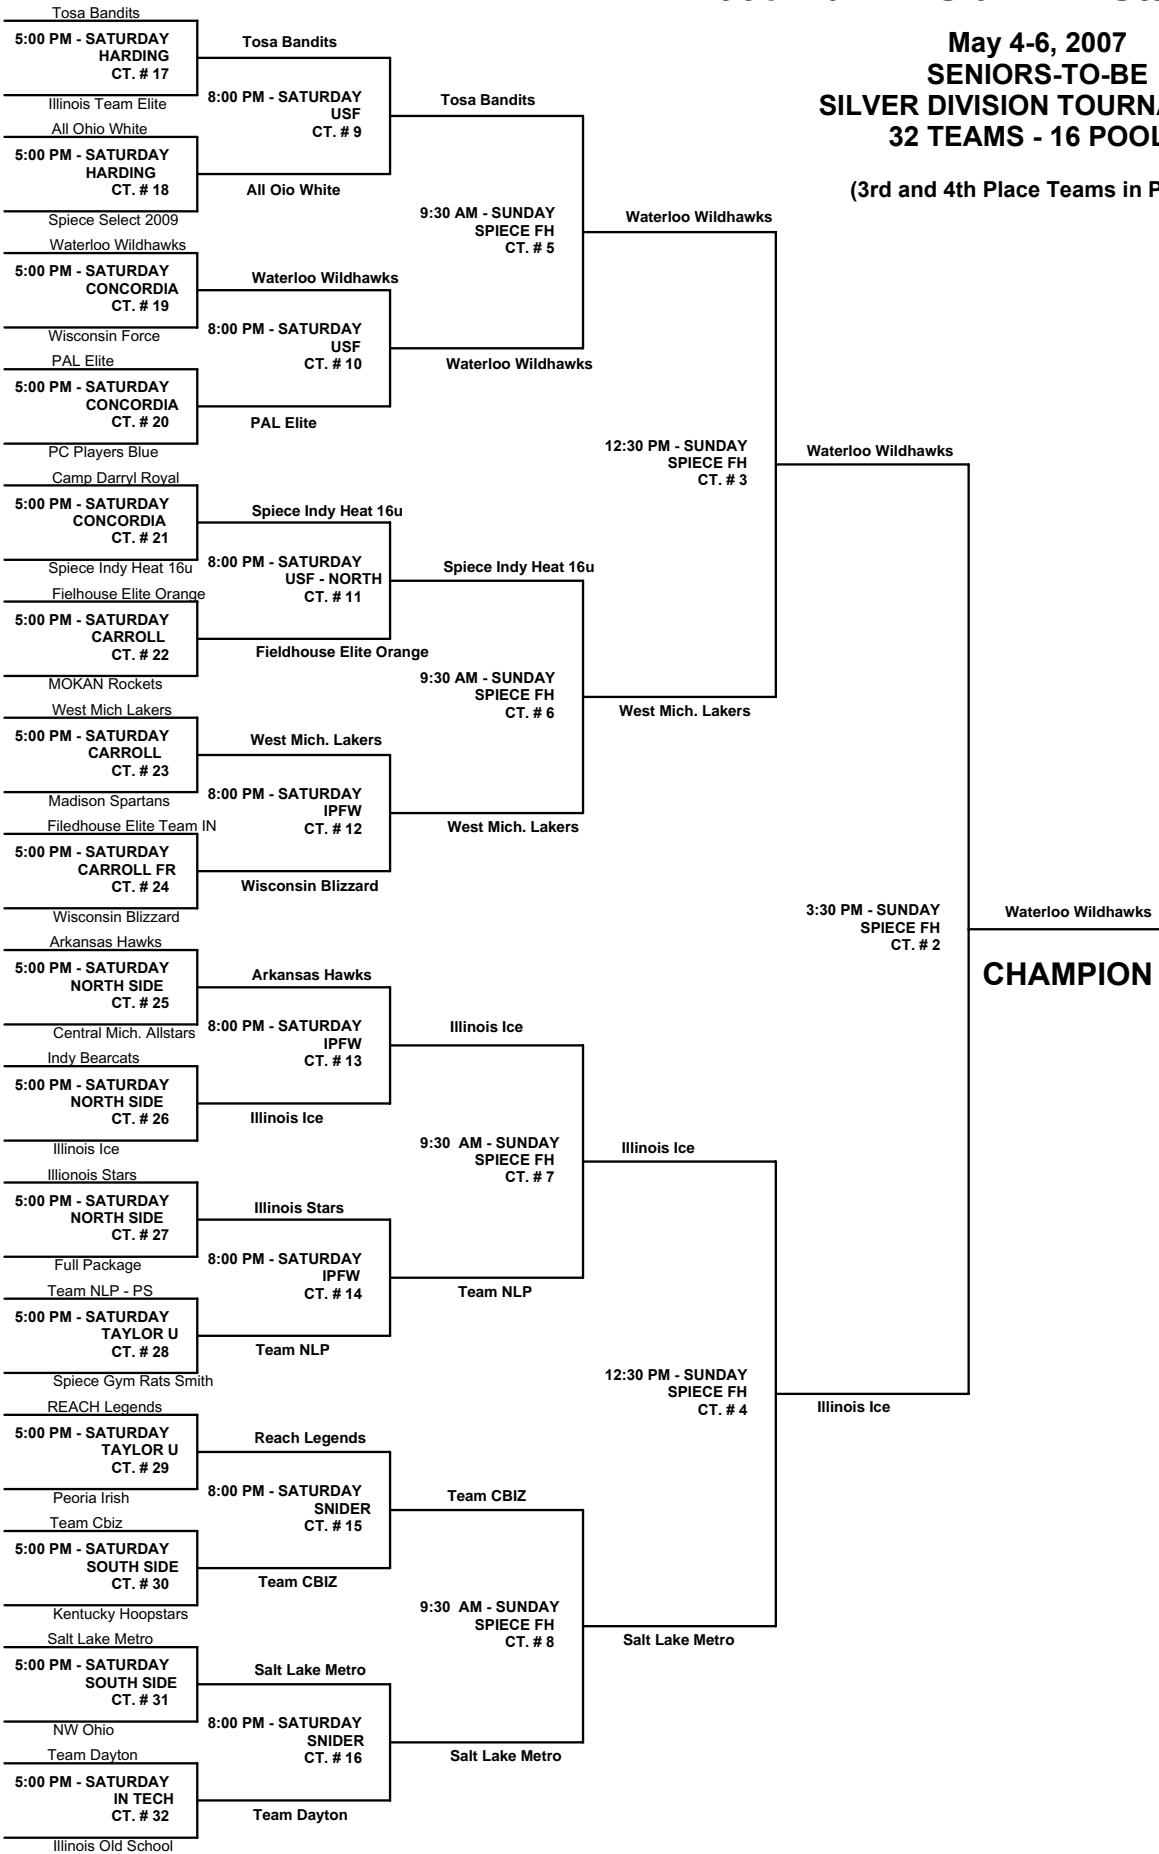 May 4-6, 2007
SENIORS-TO-BE
SILVER DIVISION TOURNA
32 TEAMS - 16 POOL
(3rd and 4th Place Teams in P
Tosa Bandits
5:00 PM - SATURDAY
HARDING
CT. # 17
Illinois Team Elite
All Ohio White
5:00 PM - SATURDAY
HARDING
CT. # 18
Spiece Select 2009
Waterloo Wildhawks
5:00 PM - SATURDAY
CONCORDIA
CT. # 19
Wisconsin Force
PAL Elite
5:00 PM - SATURDAY
CONCORDIA
CT. # 20
PC Players Blue
Camp Darryl Royal
5:00 PM - SATURDAY
CONCORDIA
CT. # 21
Spiece Indy Heat 16u
Fielhouse Elite Orange
5:00 PM - SATURDAY
CARROLL
CT. # 22
MOKAN Rockets
West Mich Lakers
5:00 PM - SATURDAY
CARROLL
CT. # 23
Madison Spartans
Filedhouse Elite Team IN
5:00 PM - SATURDAY
CARROLL FR
CT. # 24
Wisconsin Blizzard
Arkansas Hawks
5:00 PM - SATURDAY
NORTH SIDE
CT. # 25
Central Mich. Allstars
Indy Bearcats
5:00 PM - SATURDAY
NORTH SIDE
CT. # 26
Illinois Ice
Illionois Stars
5:00 PM - SATURDAY
NORTH SIDE
CT. # 27
Full Package
Team NLP - PS
5:00 PM - SATURDAY
TAYLOR U
CT. # 28
Spiece Gym Rats Smith
REACH Legends
5:00 PM - SATURDAY
TAYLOR U
CT. # 29
Peoria Irish
Team Cbiz
5:00 PM - SATURDAY
SOUTH SIDE
CT. # 30
Kentucky Hoopstars
Salt Lake Metro
5:00 PM - SATURDAY
SOUTH SIDE
CT. # 31
NW Ohio
Team Dayton
5:00 PM - SATURDAY
IN TECH
CT. # 32
Illinois Old School
Tosa Bandits
8:00 PM - SATURDAY
USF
CT. # 9
All Oio White
Waterloo Wildhawks
8:00 PM - SATURDAY
USF
CT. # 10
PAL Elite
Spiece Indy Heat 16u
8:00 PM - SATURDAY
USF - NORTH
CT. # 11
Fieldhouse Elite Orange
West Mich. Lakers
8:00 PM - SATURDAY
IPFW
CT. # 12
Wisconsin Blizzard
Arkansas Hawks
8:00 PM - SATURDAY
IPFW
CT. # 13
Illinois Ice
Illinois Stars
8:00 PM - SATURDAY
IPFW
CT. # 14
Team NLP
Reach Legends
8:00 PM - SATURDAY
SNIDER
CT. # 15
Team CBIZ
Salt Lake Metro
8:00 PM - SATURDAY
SNIDER
CT. # 16
Team Dayton
Tosa Bandits
9:30 AM - SUNDAY
SPIECE FH
CT. # 5
Waterloo Wildhawks
Spiece Indy Heat 16u
9:30 AM - SUNDAY
SPIECE FH
CT. # 6
West Mich. Lakers
Illinois Ice
9:30 AM - SUNDAY
SPIECE FH
CT. # 7
Team NLP
Team CBIZ
9:30 AM - SUNDAY
SPIECE FH
CT. # 8
Salt Lake Metro
Waterloo Wildhawks
12:30 PM - SUNDAY
SPIECE FH
CT. # 3
West Mich. Lakers
Illinois Ice
12:30 PM - SUNDAY
SPIECE FH
CT. # 4
Salt Lake Metro
Waterloo Wildhawks
3:30 PM - SUNDAY
SPIECE FH
CT. # 2
Illinois Ice
Waterloo Wildhawks
CHAMPION